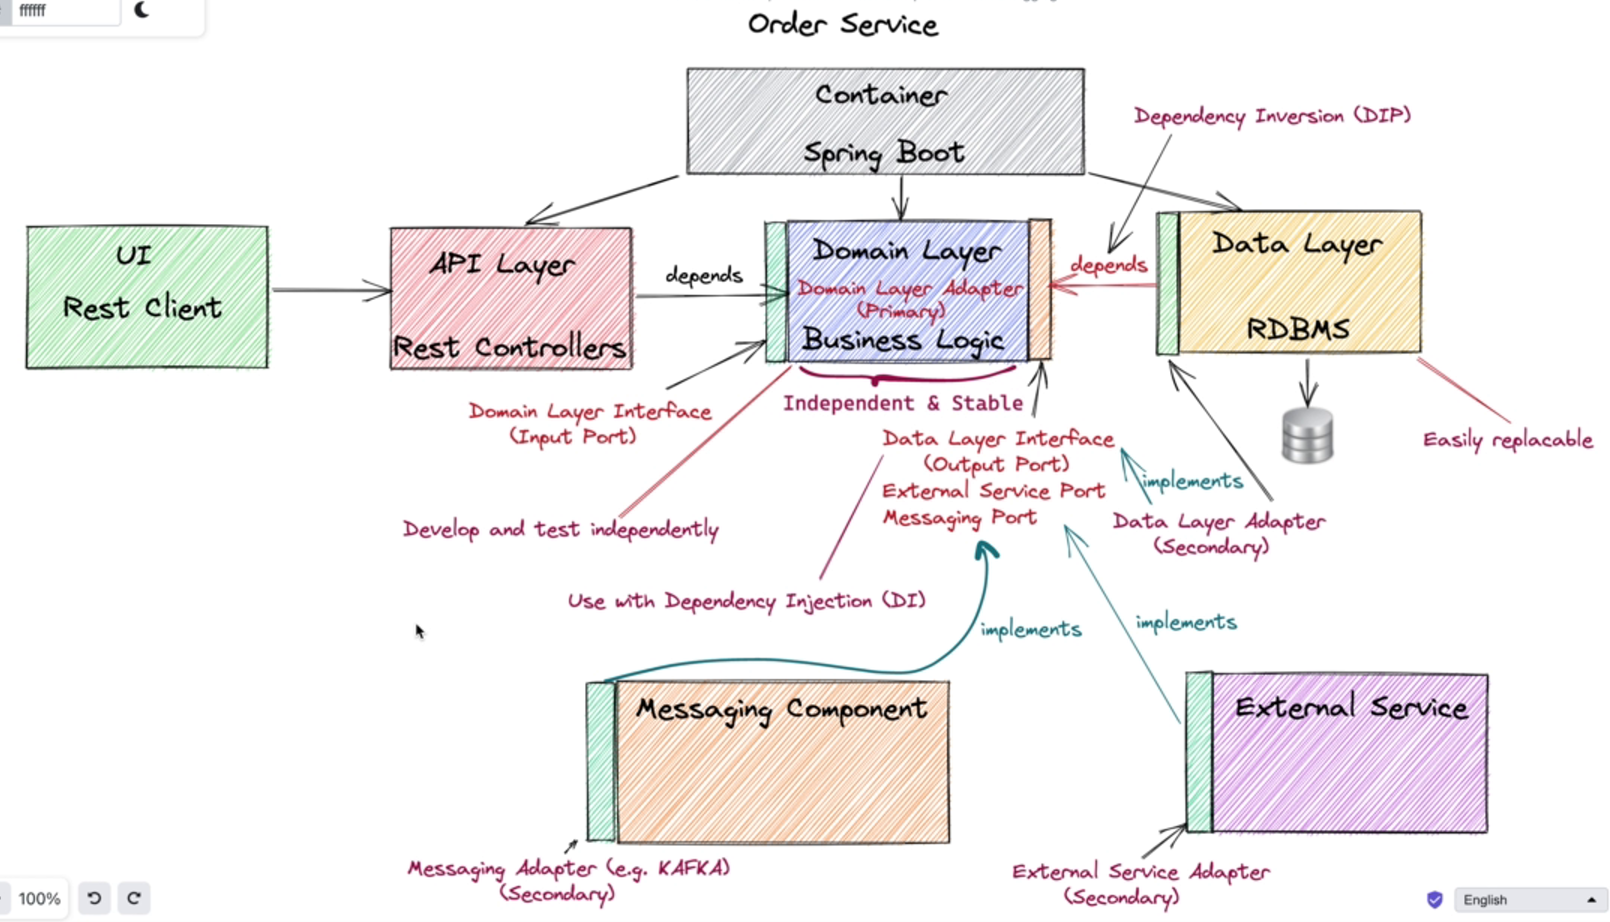 ffffff
Order Service
Container
Spring Boot
Dependency Inversion (DIP)
UI
Rest Client
API Layer
Rest Controllers
depends
Domain Layer
Domain Layer Adapter
(Primary)
Business Logic
depends
Data Layer
RDBMS
Domain Layer Interface
(Input Port)
Independent & Stable
Data Layer Interface
(Output Port)
External Service Port
Messaging Port
implements
Easily replacable
Data Layer Adapter
(Secondary)
Develop and test independently
Use with Dependency Injection (DI)
implements
implements
Messaging Component
External Service
Messaging Adapter (e.g. KAFKA)
(Secondary)
External Service Adapter
(Secondary)
100%
English